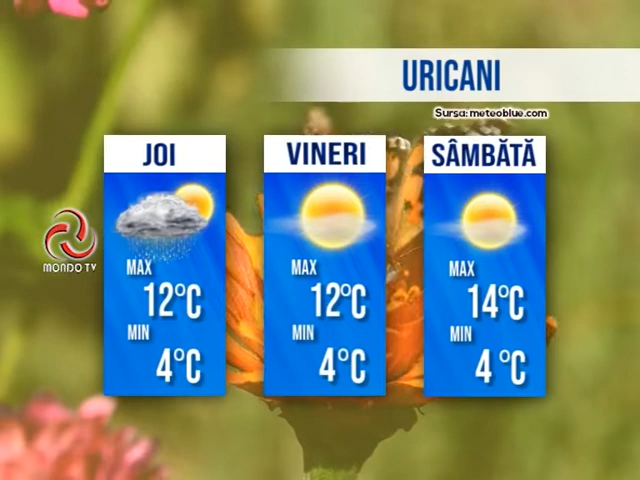 URICANI
Sursa: meteoblue.com
JOI
MAX
12°C
MIN
4°C
VINERI
MAX
12°C
MIN
4°C
SÂMBĂTĂ
MAX
14°C
MIN
4 °C
MONDO TV